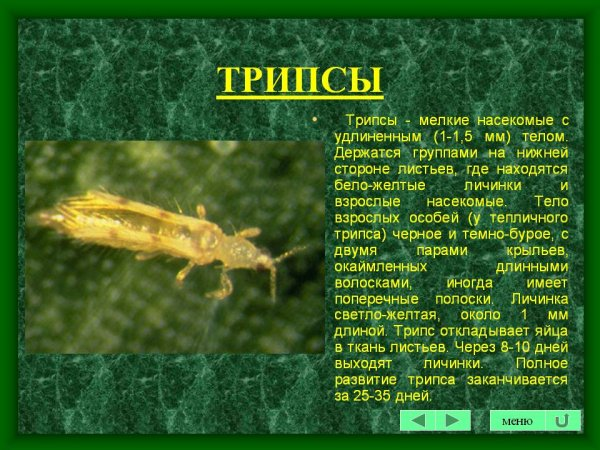 ТРИПСЫ
• Трипсы - мелкие насекомые с
удлиненным (1-1,5 мм) телом.
Держатся группами на нижней
стороне листьев, где находятся
бело-желтые личинки и
взрослые насекомые. Тело
взрослых особей (у тепличного
трипса) черное и темно-бурое, с
двумя парами крыльев,
окаймленных длинными
волосками, иногда имеет
поперечные полоски. Личинка
светло-желтая, около 1 мм
длиной. Трипс откладывает яйца
в ткань листьев. Через 8-10 дней
выходят личинки. Полное
развитие трипса заканчивается
за 25-35 дней.
меню